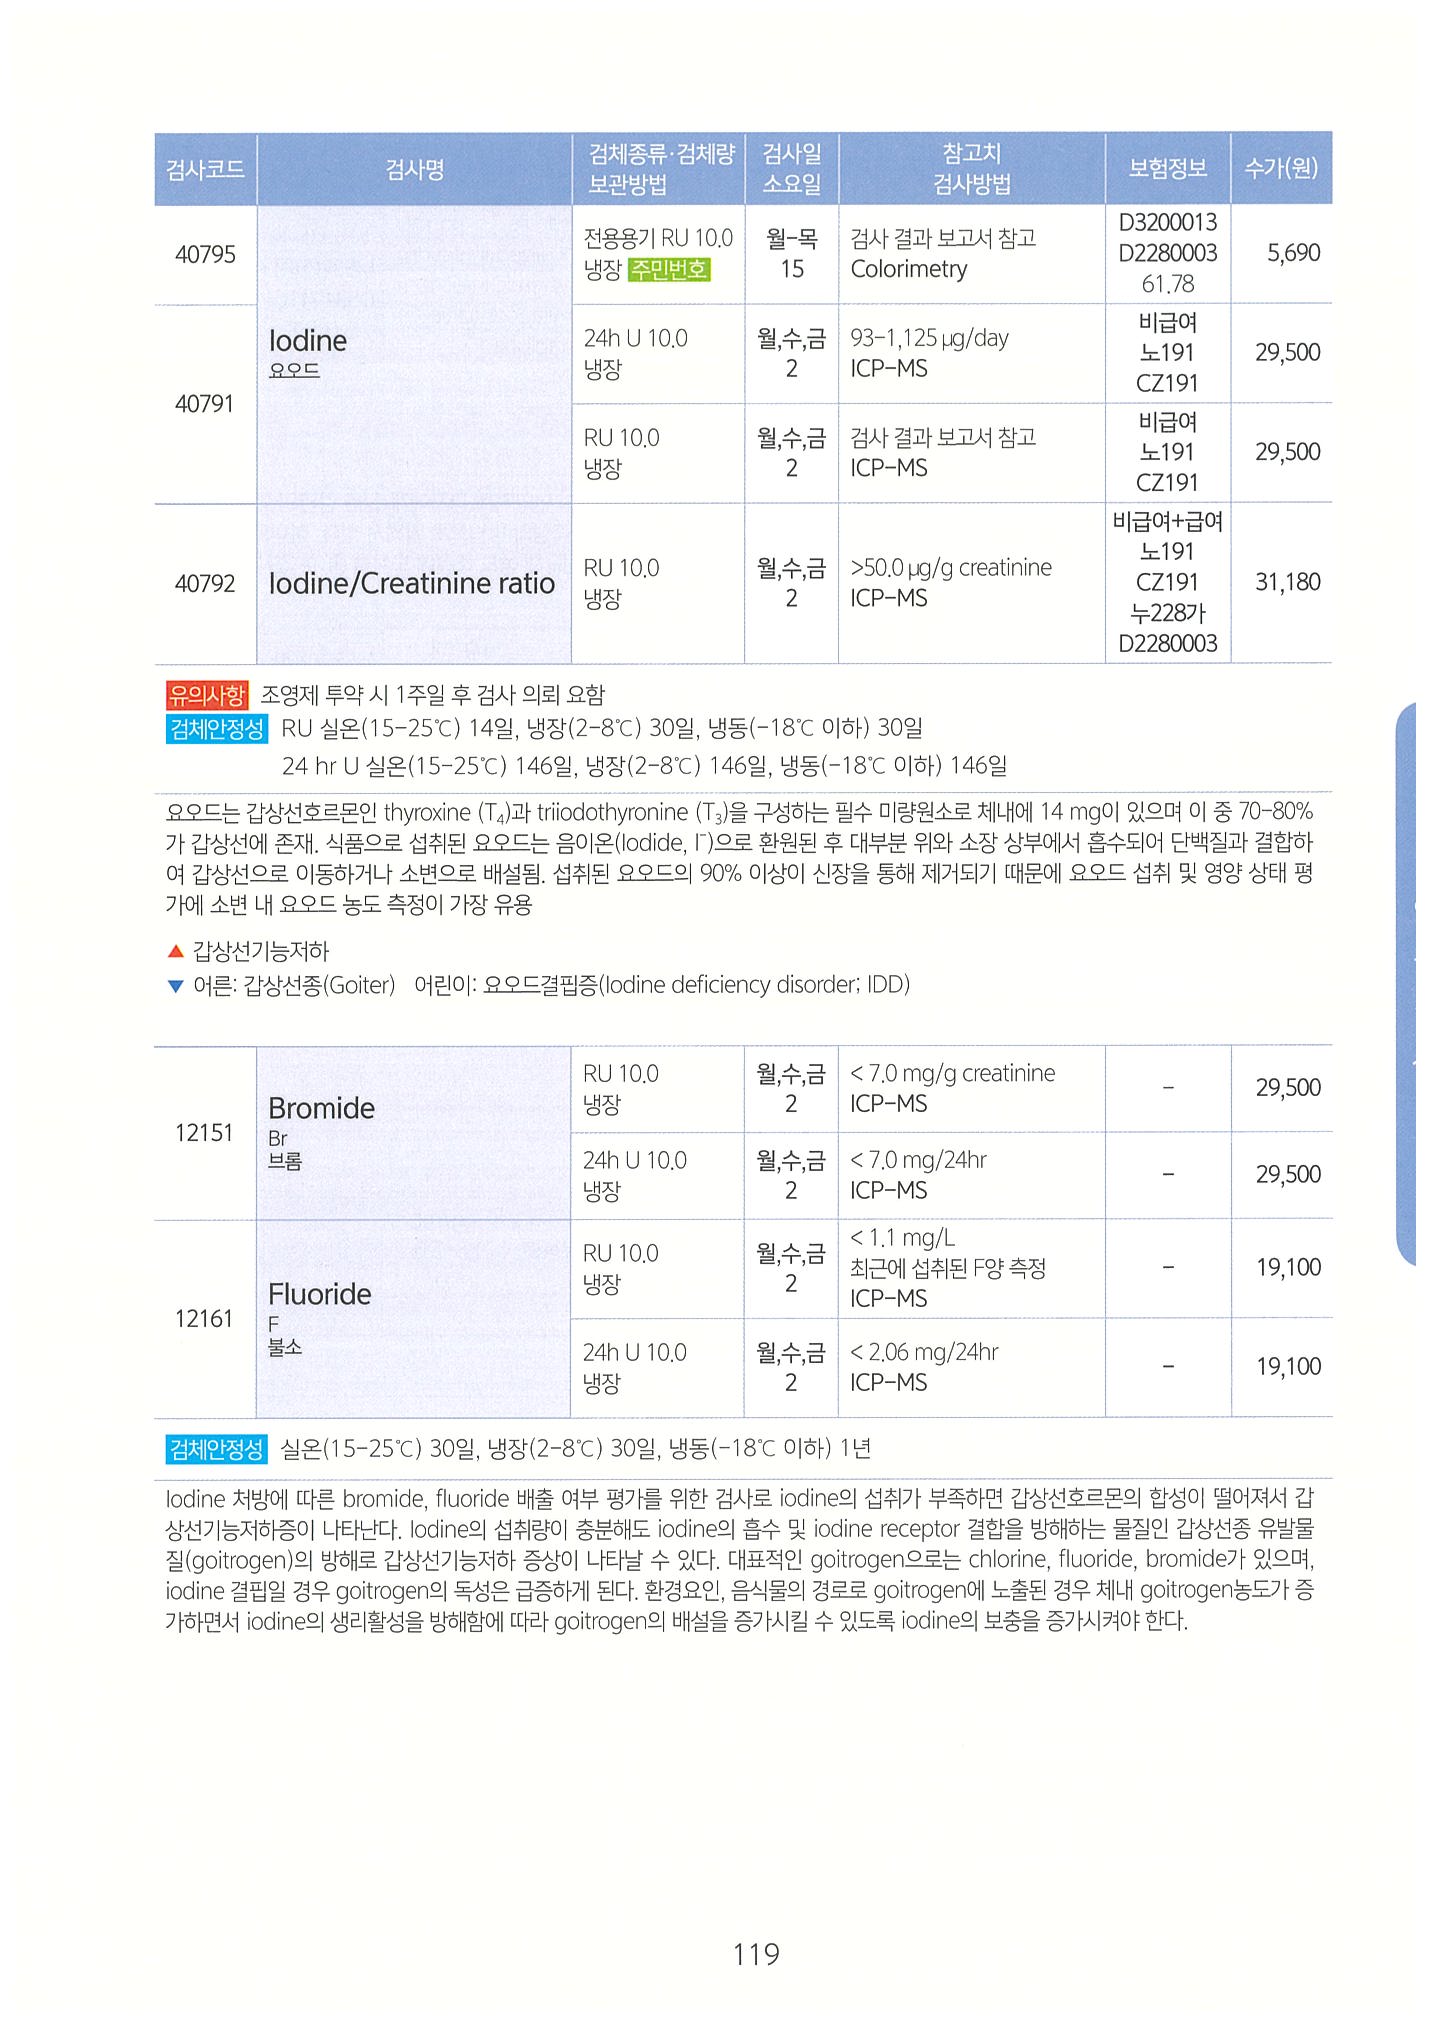 검사코드 검사명 검체종류·검체량 보관방법 검사일 소요일 참고치 검사방법 보험정보 수가(원)
40795 Iodine 요오드 전용용기 RU 10.0 냉장 주민번호 월-목 15 검사 결과 보고서 참고 Colorimetry D3200013 D2280003 61.78 5,690
40791 24h U 10.0 냉장 월,수,금 2 93-1,125 µg/day ICP-MS 비급여 노191 CZ191 29,500
RU 10.0 냉장 월,수,금 2 검사 결과 보고서 참고 ICP-MS 비급여 노191 CZ191 29,500
40792 Iodine/Creatinine ratio RU 10.0 냉장 월,수,금 2 >50.0 µg/g creatinine ICP-MS 비급여+급여 노191 CZ191 누228가 D2280003 31,180
유의사항 조영제 투약 시 1주일 후 검사 의뢰 요함
검체안정성 RU 실온(15-25℃) 14일, 냉장(2-8℃) 30일, 냉동(-18℃ 이하) 30일
24 hr U 실온(15-25℃) 146일, 냉장(2-8℃) 146일, 냉동(-18℃ 이하) 146일
요오드는 갑상선호르몬인 thyroxine (T₄)과 triiodothyronine (T₃)을 구성하는 필수 미량원소로 체내에 14 mg이 있으며 이 중 70-80%
가 갑상선에 존재. 식품으로 섭취된 요오드는 음이온(Iodide, I⁻)으로 환원된 후 대부분 위와 소장 상부에서 흡수되어 단백질과 결합하
여 갑상선으로 이동하거나 소변으로 배설됨. 섭취된 요오드의 90% 이상이 신장을 통해 제거되기 때문에 요오드 섭취 및 영양 상태 평
가에 소변 내 요오드 농도 측정이 가장 유용
▲ 갑상선기능저하
▼ 어른: 갑상선종(Goiter) 어린이: 요오드결핍증(Iodine deficiency disorder; IDD)
12151 Bromide Br 브롬 RU 10.0 냉장 월,수,금 2 < 7.0 mg/g creatinine ICP-MS - 29,500
24h U 10.0 냉장 월,수,금 2 < 7.0 mg/24hr ICP-MS - 29,500
12161 Fluoride F 불소 RU 10.0 냉장 월,수,금 2 < 1.1 mg/L 최근에 섭취된 F양 측정 ICP-MS - 19,100
24h U 10.0 냉장 월,수,금 2 < 2.06 mg/24hr ICP-MS - 19,100
검체안정성 실온(15-25℃) 30일, 냉장(2-8℃) 30일, 냉동(-18℃ 이하) 1년
Iodine 처방에 따른 bromide, fluoride 배출 여부 평가를 위한 검사로 iodine의 섭취가 부족하면 갑상선호르몬의 합성이 떨어져서 갑
상선기능저하증이 나타난다. Iodine의 섭취량이 충분해도 iodine의 흡수 및 iodine receptor 결합을 방해하는 물질인 갑상선종 유발물
질(goitrogen)의 방해로 갑상선기능저하 증상이 나타날 수 있다. 대표적인 goitrogen으로는 chlorine, fluoride, bromide가 있으며,
iodine 결핍일 경우 goitrogen의 독성은 급증하게 된다. 환경요인, 음식물의 경로로 goitrogen에 노출된 경우 체내 goitrogen농도가 증
가하면서 iodine의 생리활성을 방해함에 따라 goitrogen의 배설을 증가시킬 수 있도록 iodine의 보충을 증가시켜야 한다.
119